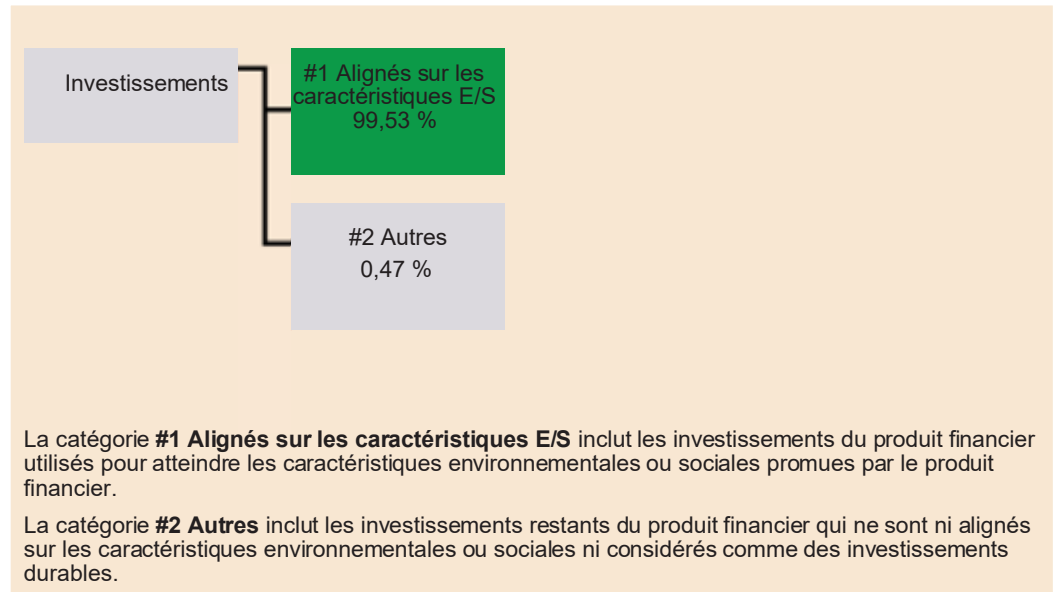 Investissements
#1 Alignés sur les
caractéristiques E/S
99,53 %
#2 Autres
0,47 %
La catégorie #1 Alignés sur les caractéristiques E/S inclut les investissements du produit financier
utilisés pour atteindre les caractéristiques environnementales ou sociales promues par le produit
financier.
La catégorie #2 Autres inclut les investissements restants du produit financier qui ne sont ni alignés
sur les caractéristiques environnementales ou sociales ni considérés comme des investissements
durables.